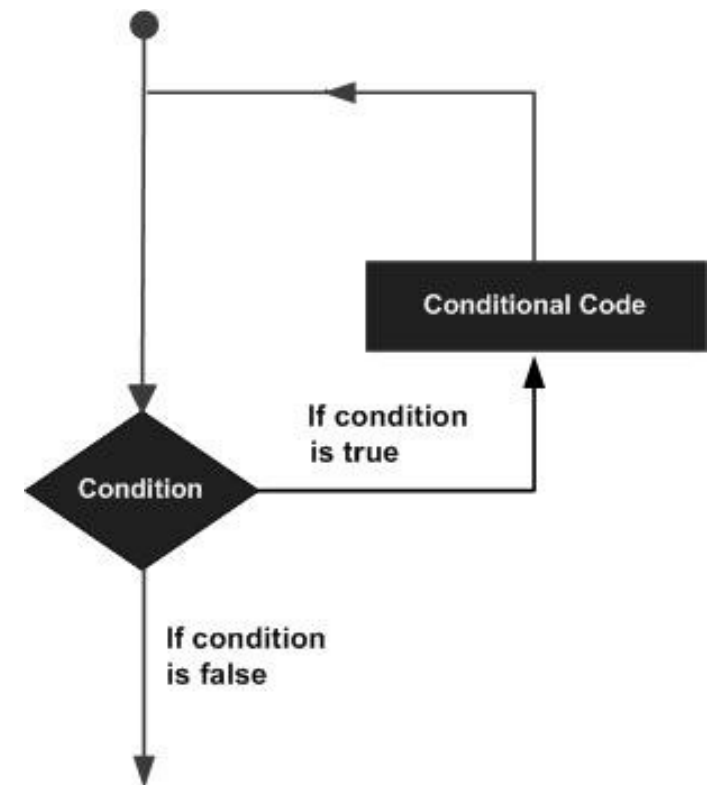 Conditional Code
If condition
is true
Condition
If condition
is false